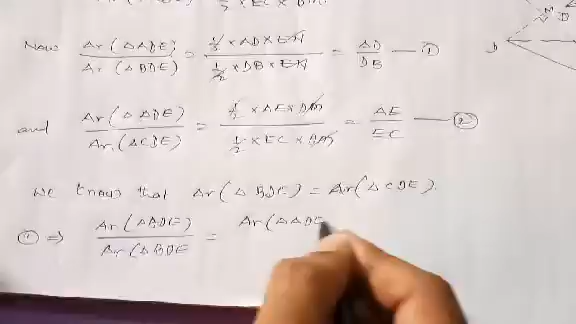 × EC ×
Now Ar(△ADE) / Ar(△BDE) = ½ × AD × EN / ½ × DB × EN = AD / DB — ①
and Ar(△ADE) / Ar(△CDE) = ½ × AE × DM / ½ × EC × DM = AE / EC — ②
We know that Ar(△BDE) = Ar(△CDE).
① ⇒ Ar(△BDE) / Ar(△BDE = Ar(△ADE
M
D